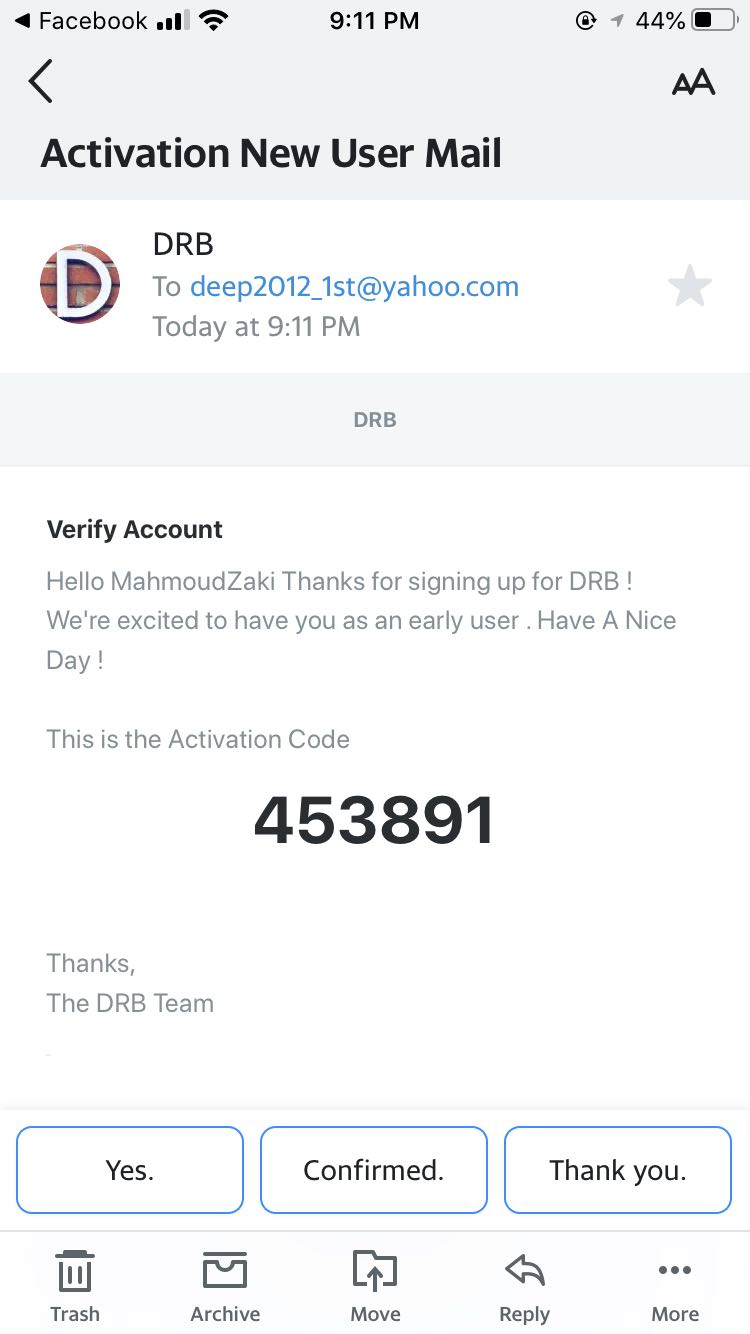 Facebook 9:11 PM 44%
AA
Activation New User Mail
D
DRB
To deep2012_1st@yahoo.com
Today at 9:11 PM
DRB
Verify Account
Hello MahmoudZaki Thanks for signing up for DRB !
We're excited to have you as an early user . Have A Nice
Day !
This is the Activation Code
453891
Thanks,
The DRB Team
Yes. Confirmed. Thank you.
Trash Archive Move Reply More